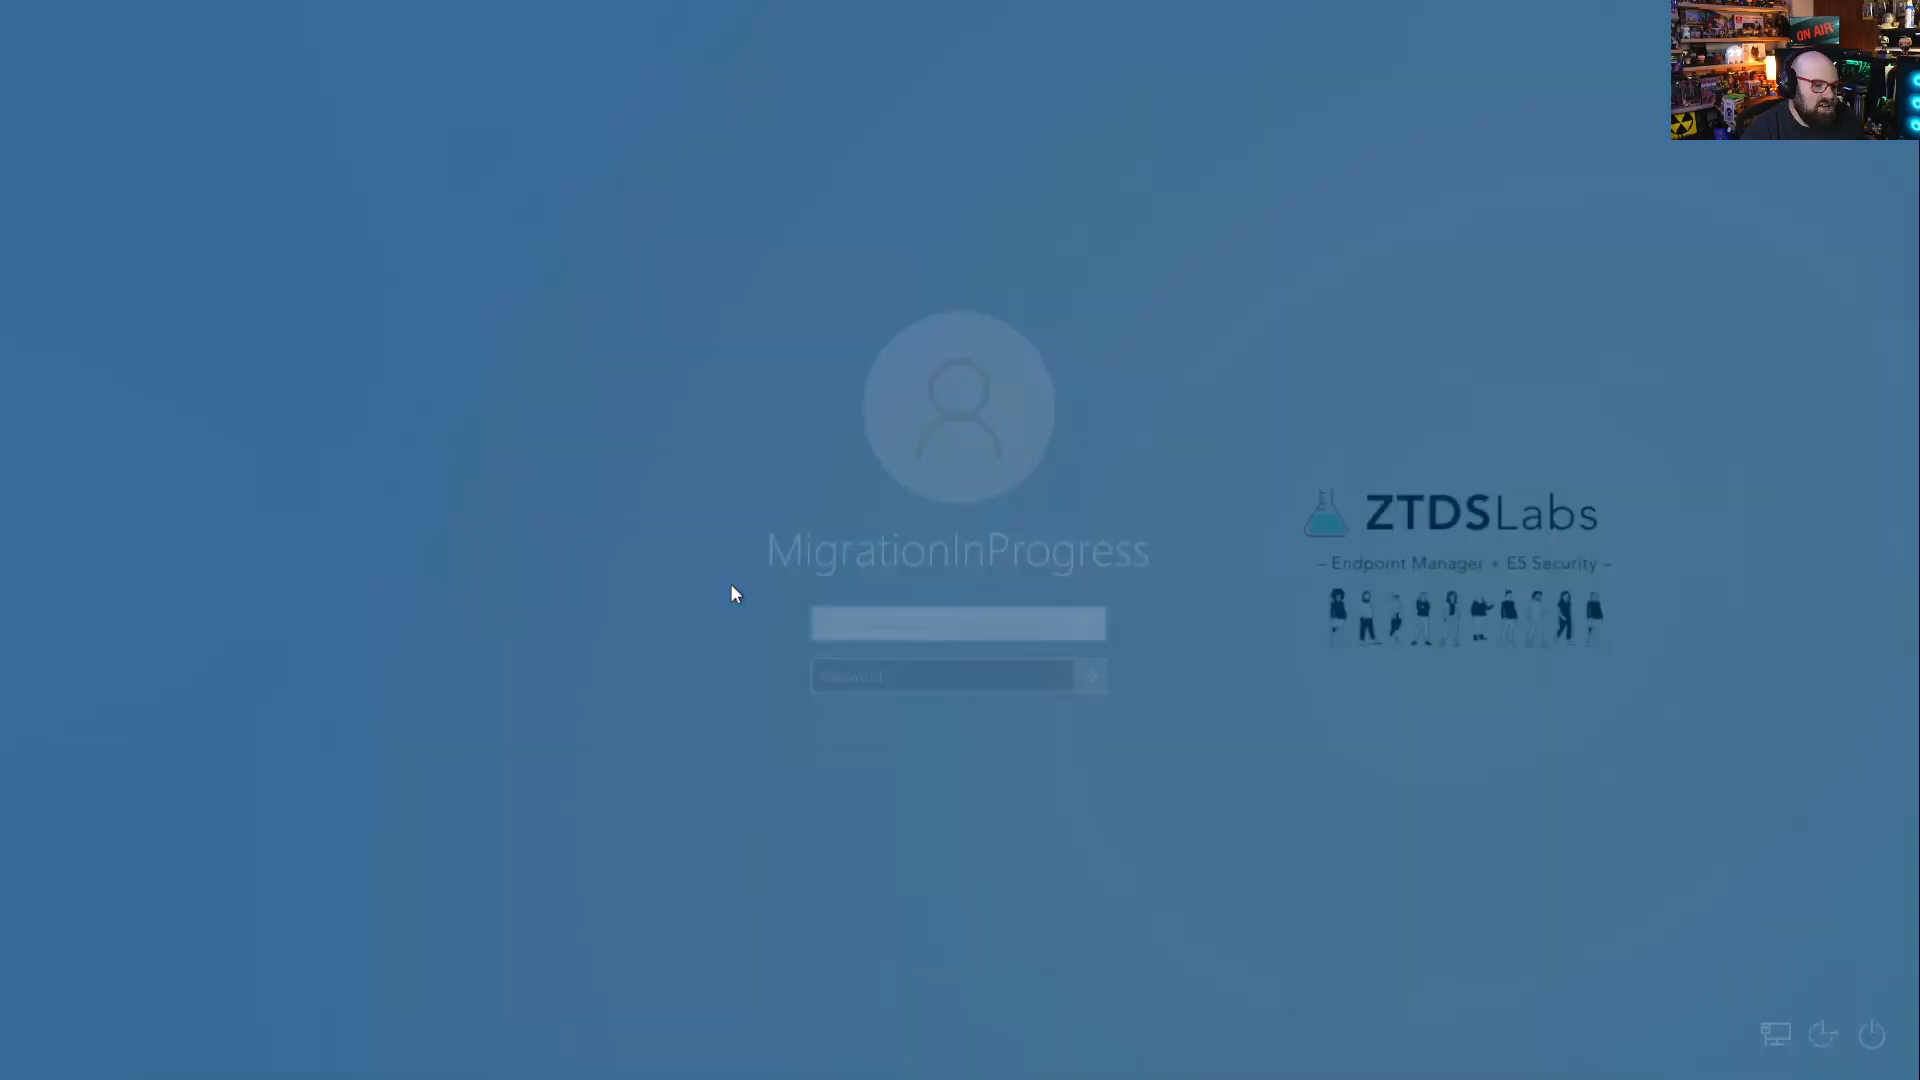 ON AIR
MigrationInProgress
Password
ZTDSLabs
– Endpoint Manager + E5 Security –